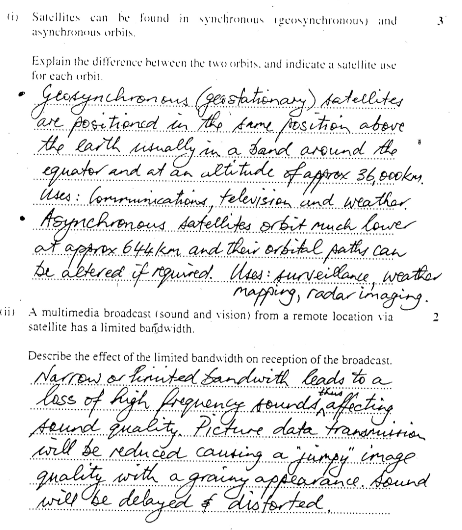 (i) Satellites can be found in synchronous (geosynchronous) and 3
asynchronous orbits.
Explain the difference between the two orbits, and indicate a satellite use
for each orbit.
• Geosynchronous (geostationary) satellites
are positioned in the same position above
the earth usually in a band around the
equator and at an altitude of approx 36,000km.
Uses: Communications, television and weather.
• Asynchronous satellites orbit much lower
at approx 644km and their orbital paths can
be altered if required. Uses: surveillance, weather
mapping, radar imaging.
(ii) A multimedia broadcast (sound and vision) from a remote location via 2
satellite has a limited bandwidth.
Describe the effect of the limited bandwidth on reception of the broadcast.
Narrow or limited bandwith leads to a
loss of high frequency sounds, thus affecting
sound quality. Picture data transmission
will be reduced causing a "jumpy" image
quality with a grainy appearance. Sound
will be delayed & distorted.